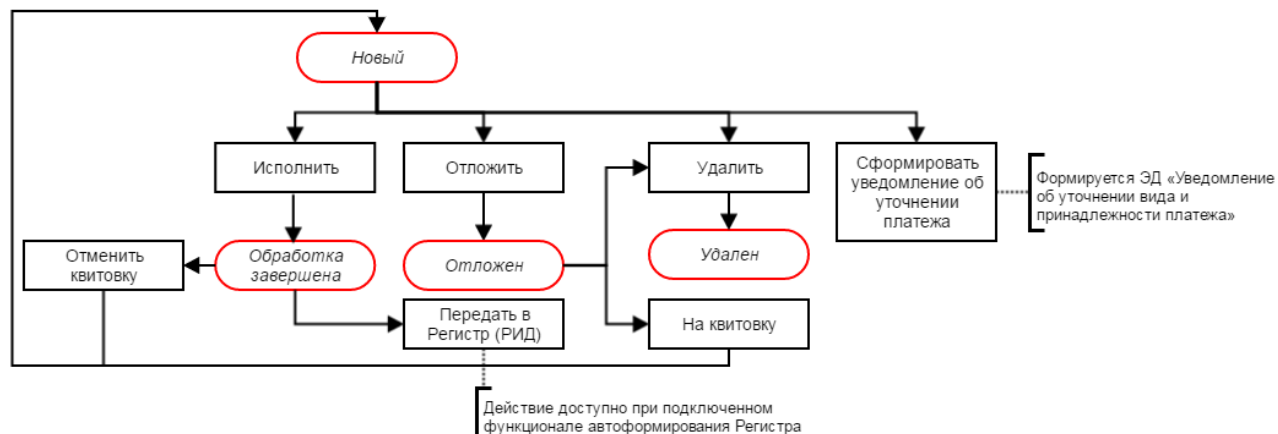 Новый
Исполнить
Отложить
Удалить
Сформировать
уведомление об
уточнении
платежа
Формируется ЭД «Уведомление
об уточнении вида и
принадлежности платежа»
Отменить
квитовку
Обработка
завершена
Отложен
Удален
Передать в
Регистр (РИД)
На квитовку
Действие доступно при подключенном
функционале автоформирования Регистра